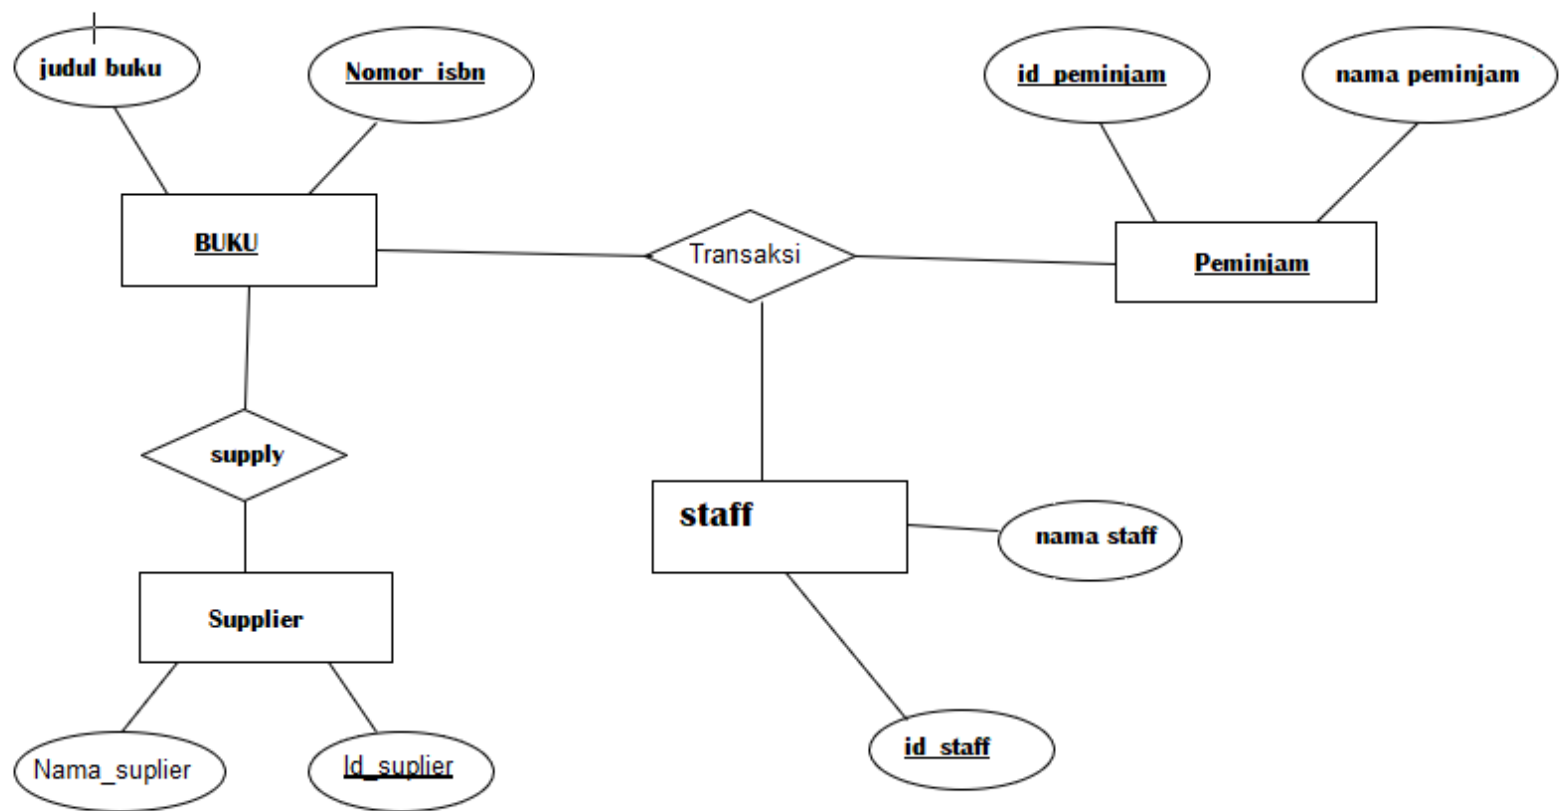 judul buku
Nomor_isbn
id_peminjam
nama peminjam
BUKU
Transaksi
Peminjam
supply
staff
nama staff
Supplier
id_staff
Nama_suplier
Id_suplier